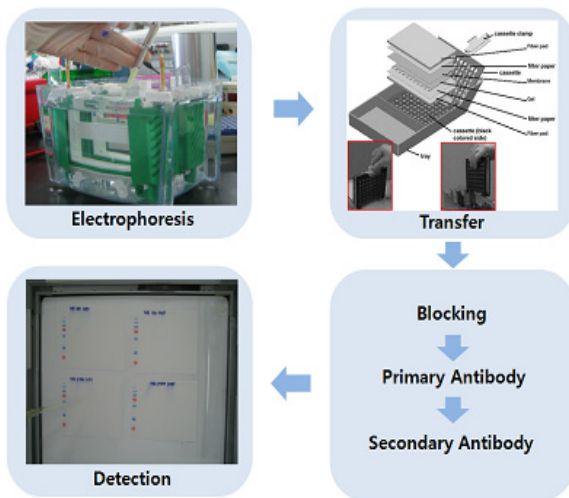 Electrophoresis
cassette clamp
Fiber pad
filter paper
cassette
Membrane
Gel
filter paper
Fiber pad
cassette (black
colored side)
tray
Transfer
Blocking
Primary Antibody
Secondary Antibody
Detection